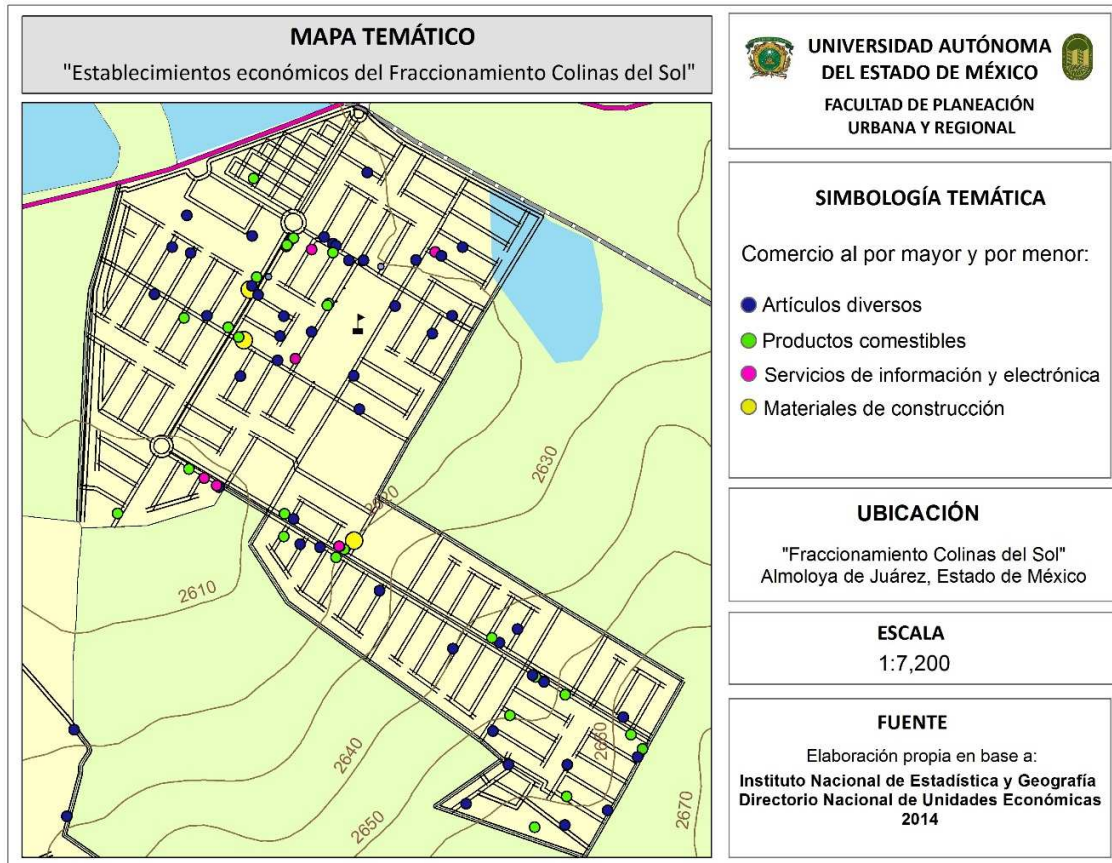 MAPA TEMÁTICO
"Establecimientos económicos del Fraccionamiento Colinas del Sol"
UNIVERSIDAD AUTÓNOMA
DEL ESTADO DE MÉXICO
FACULTAD DE PLANEACIÓN
URBANA Y REGIONAL
SIMBOLOGÍA TEMÁTICA
Comercio al por mayor y por menor:
Artículos diversos
Productos comestibles
Servicios de información y electrónica
Materiales de construcción
UBICACIÓN
"Fraccionamiento Colinas del Sol"
Almoloya de Juárez, Estado de México
ESCALA
1:7,200
FUENTE
Elaboración propia en base a:
Instituto Nacional de Estadística y Geografía
Directorio Nacional de Unidades Económicas
2014
2630
2620
2610
2640
2660
2650
2670